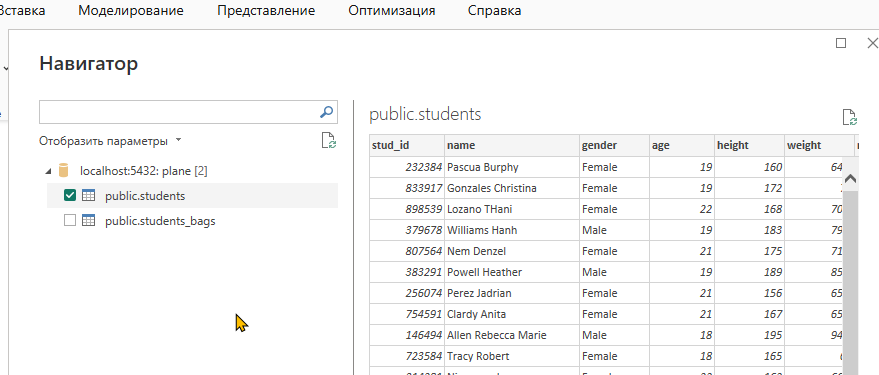 Вставка Моделирование Представление Оптимизация Справка
Навигатор
public.students
Отобразить параметры
localhost:5432: plane [2]
public.students
public.students_bags
stud_id name gender age height weight
232384 Pascua Burphy Female 19 160 64
833917 Gonzales Christina Female 19 172
898539 Lozano THani Female 22 168 70
379678 Williams Hanh Male 19 183 79
807564 Nem Denzel Female 21 175 71
383291 Powell Heather Male 19 189 85
256074 Perez Jadrian Female 21 156 65
754591 Clardy Anita Female 21 167 65
146494 Allen Rebecca Marie Male 18 195 94
723584 Tracy Robert Female 18 165